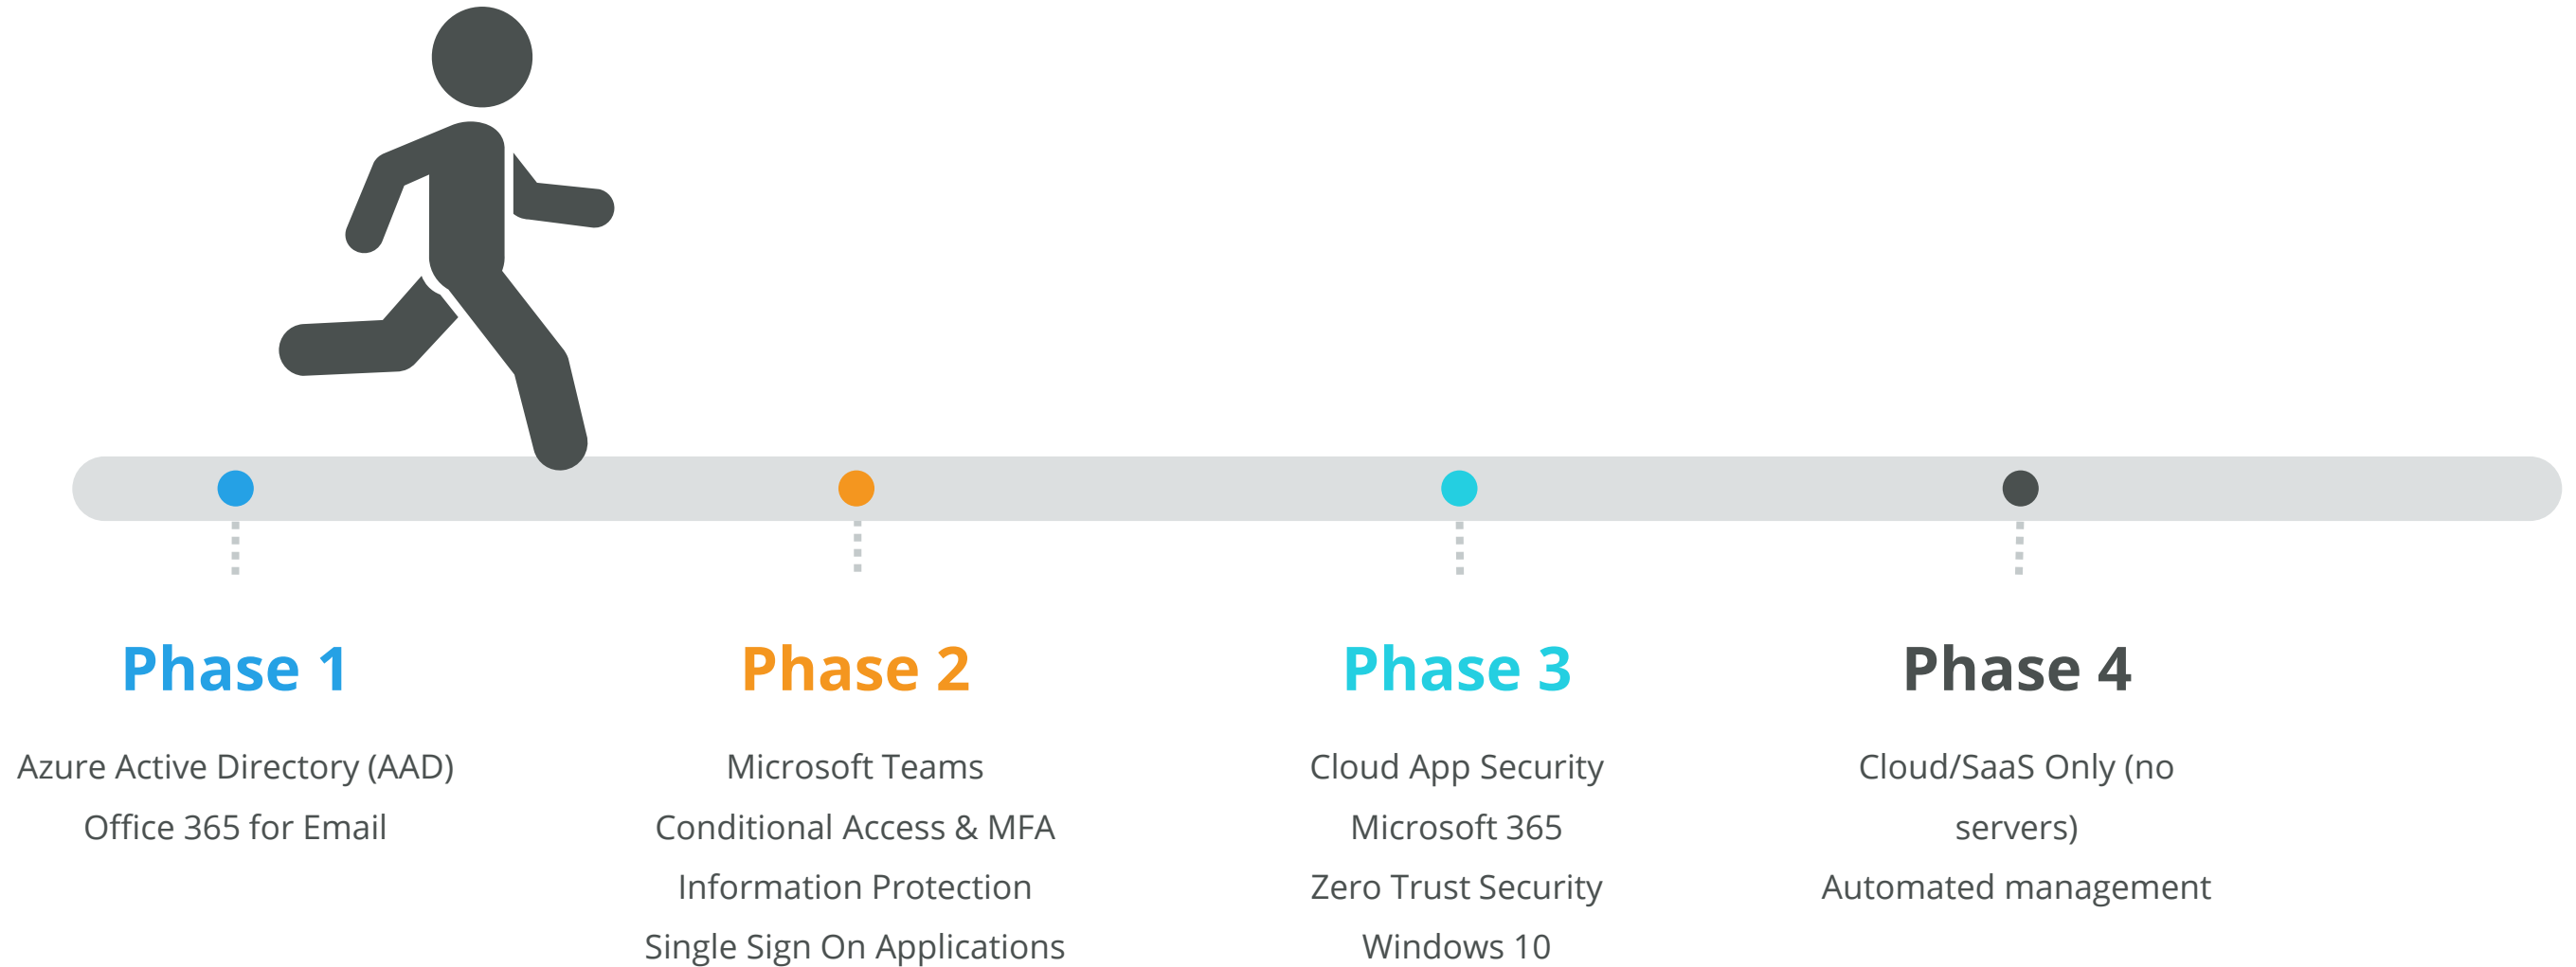 Phase 1
Azure Active Directory (AAD)
Office 365 for Email
Phase 2
Microsoft Teams
Conditional Access & MFA
Information Protection
Single Sign On Applications
Phase 3
Cloud App Security
Microsoft 365
Zero Trust Security
Windows 10
Phase 4
Cloud/SaaS Only (no
servers)
Automated management